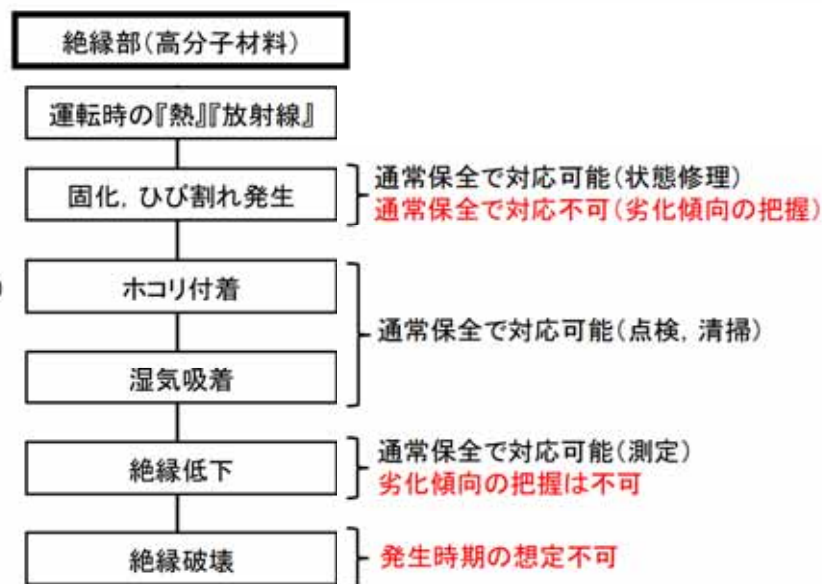 絶縁部(高分子材料)
運転時の『熱』『放射線』
固化，ひび割れ発生
通常保全で対応可能(状態修理)
通常保全で対応不可(劣化傾向の把握)
ホコリ付着
通常保全で対応可能(点検，清掃)
湿気吸着
絶縁低下
通常保全で対応可能(測定)
劣化傾向の把握は不可
絶縁破壊
発生時期の想定不可